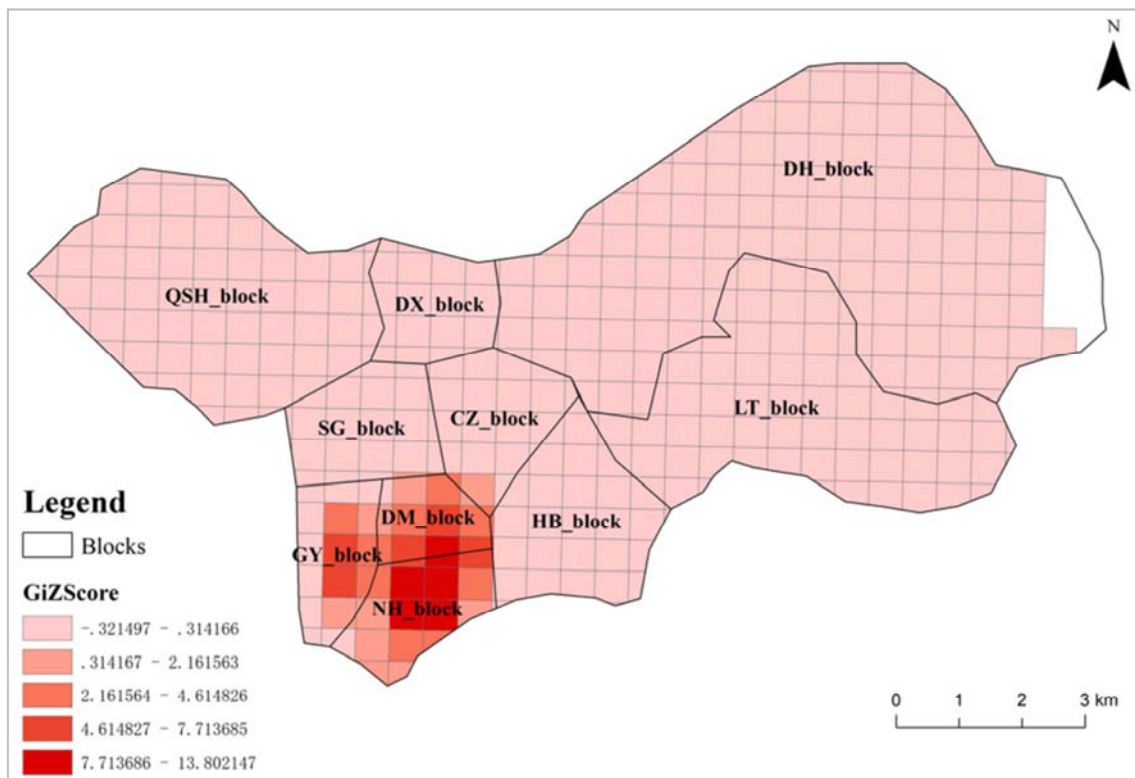 N
DH_block
QSH_block
DX_block
LT_block
SG_block
CZ_block
DM_block
HB_block
GY_block
NH_block
Legend
Blocks
GiZScore
-.321497 - .314166
.314167 - 2.161563
2.161564 - 4.614826
4.614827 - 7.713685
7.713686 - 13.802147
0 1 2 3 km